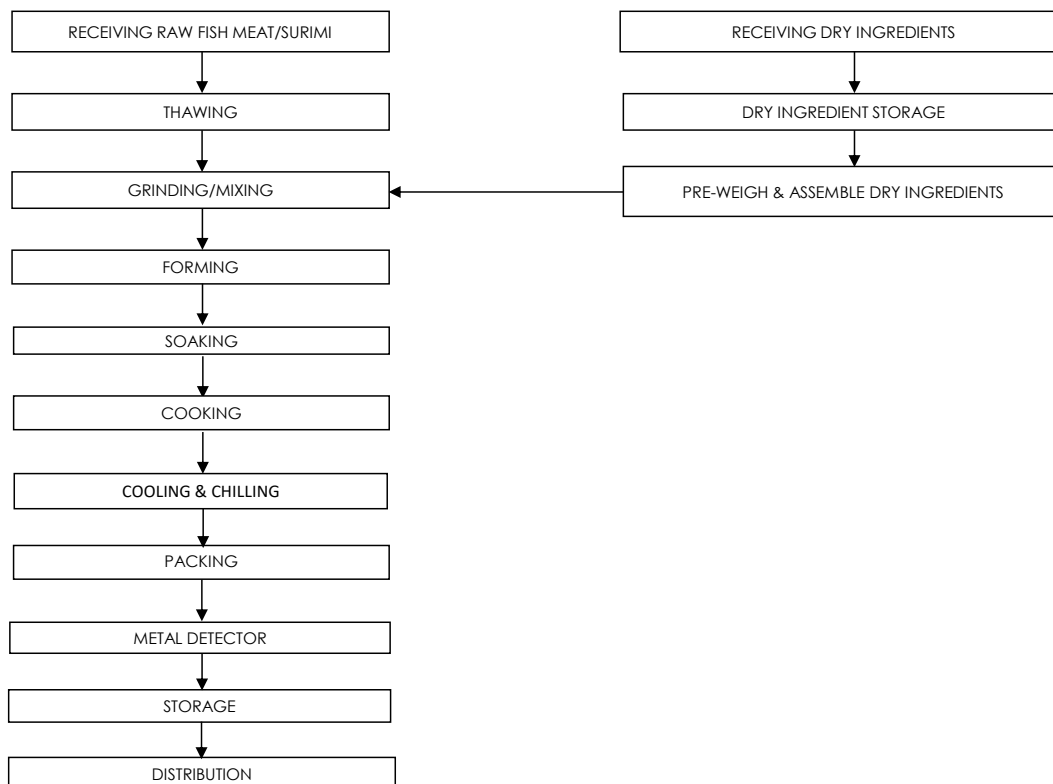 RECEIVING RAW FISH MEAT/SURIMI
THAWING
GRINDING/MIXING
FORMING
SOAKING
COOKING
COOLING & CHILLING
PACKING
METAL DETECTOR
STORAGE
DISTRIBUTION
RECEIVING DRY INGREDIENTS
DRY INGREDIENT STORAGE
PRE-WEIGH & ASSEMBLE DRY INGREDIENTS